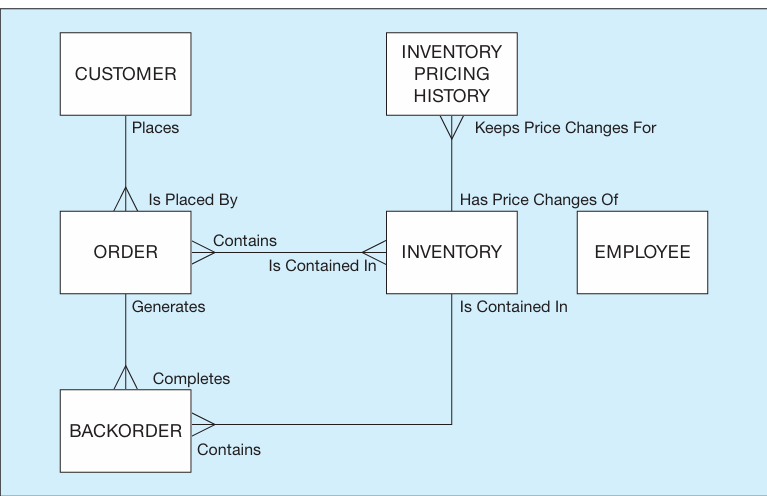 CUSTOMER
INVENTORY
PRICING
HISTORY
Places
Keeps Price Changes For
Is Placed By
Has Price Changes Of
ORDER
Contains
Is Contained In
INVENTORY
EMPLOYEE
Generates
Is Contained In
Completes
BACKORDER
Contains